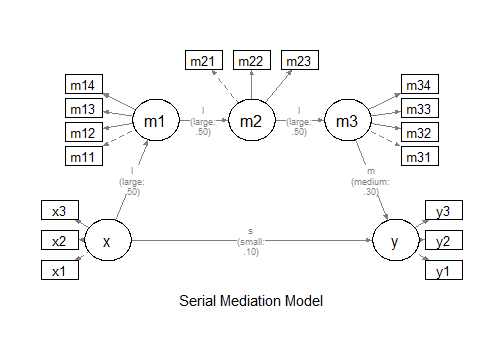 m21
m22
m23
m14
m13
m12
m11
m1
l
(large:
.50)
m2
l
(large:
.50)
m3
m34
m33
m32
m31
l
(large:
.50)
m
(medium:
.30)
x3
x2
x1
x
s
(small:
.10)
y
y3
y2
y1
Serial Mediation Model